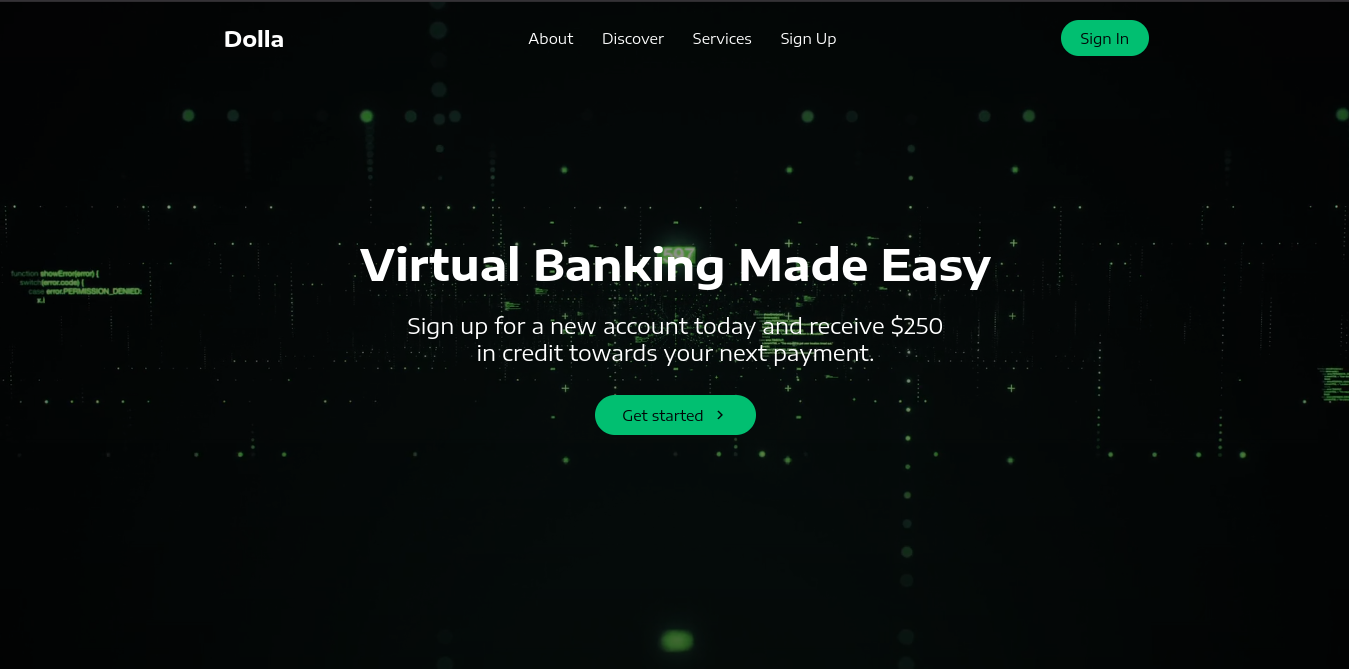 Dolla
About Discover Services Sign Up
Sign In
Virtual Banking Made Easy
Sign up for a new account today and receive $250
in credit towards your next payment.
Get started
function showError(error) {
switch(error.code) {
case error.PERMISSION_DENIED:
x.i